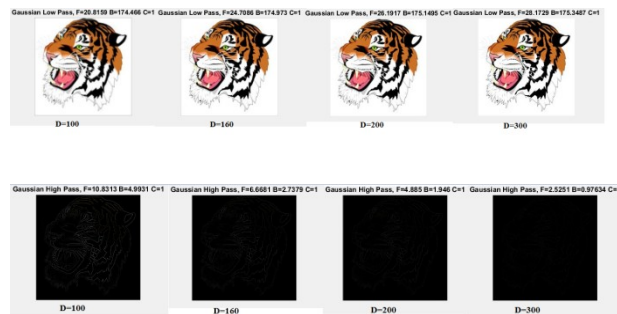 Gaussian Low Pass, F=20.8159 B=174.466 C=1
Gaussian Low Pass, F=24.7086 B=174.973 C=1
Gaussian Low Pass, F=26.1917 B=175.1495 C=1
Gaussian Low Pass, F=28.1729 B=175.3487 C=1
D=100
D=160
D=200
D=300
Gaussian High Pass, F=10.8313 B=4.9931 C=1
Gaussian High Pass, F=6.6681 B=2.7379 C=1
Gaussian High Pass, F=4.885 B=1.946 C=1
Gaussian High Pass, F=2.5251 B=0.97634 C=
D=100
D=160
D=200
D=300